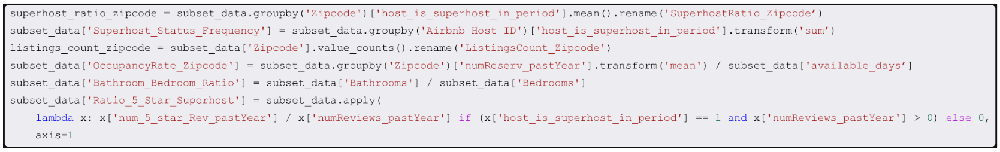 superhost_ratio_zipcode = subset_data.groupby('Zipcode')['host_is_superhost_in_period'].mean().rename('SuperhostRatio_Zipcode’)
subset_data['Superhost_Status_Frequency'] = subset_data.groupby('Airbnb Host ID')['host_is_superhost_in_period'].transform('sum’)
listings_count_zipcode = subset_data['Zipcode'].value_counts().rename('ListingsCount_Zipcode')
subset_data['OccupancyRate_Zipcode'] = subset_data.groupby('Zipcode')['numReserv_pastYear'].transform('mean') / subset_data['available_days’]
subset_data['Bathroom_Bedroom_Ratio'] = subset_data['Bathrooms'] / subset_data['Bedrooms']
subset_data['Ratio_5_Star_Superhost'] = subset_data.apply(
    lambda x: x['num_5_star_Rev_pastYear'] / x['numReviews_pastYear'] if (x['host_is_superhost_in_period'] == 1 and x['numReviews_pastYear'] > 0) else 0,
    axis=1